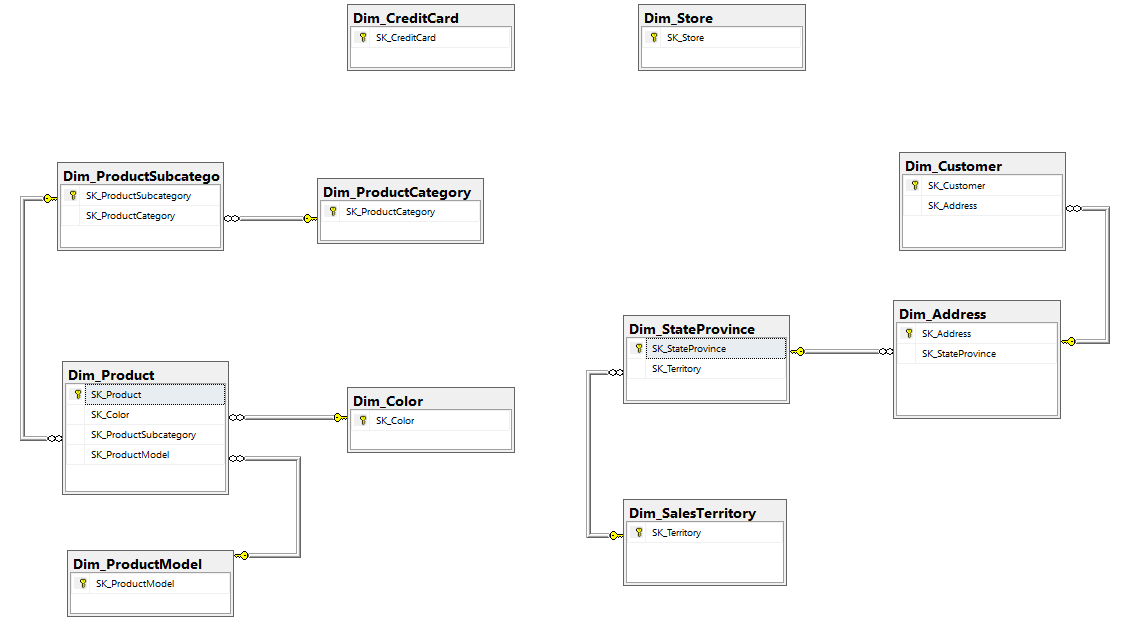 Dim_CreditCard
SK_CreditCard
Dim_Store
SK_Store
Dim_ProductSubcatego
SK_ProductSubcategory
SK_ProductCategory
Dim_ProductCategory
SK_ProductCategory
Dim_Customer
SK_Customer
SK_Address
Dim_StateProvince
SK_StateProvince
SK_Territory
Dim_Address
SK_Address
SK_StateProvince
Dim_Product
SK_Product
SK_Color
SK_ProductSubcategory
SK_ProductModel
Dim_Color
SK_Color
Dim_SalesTerritory
SK_Territory
Dim_ProductModel
SK_ProductModel